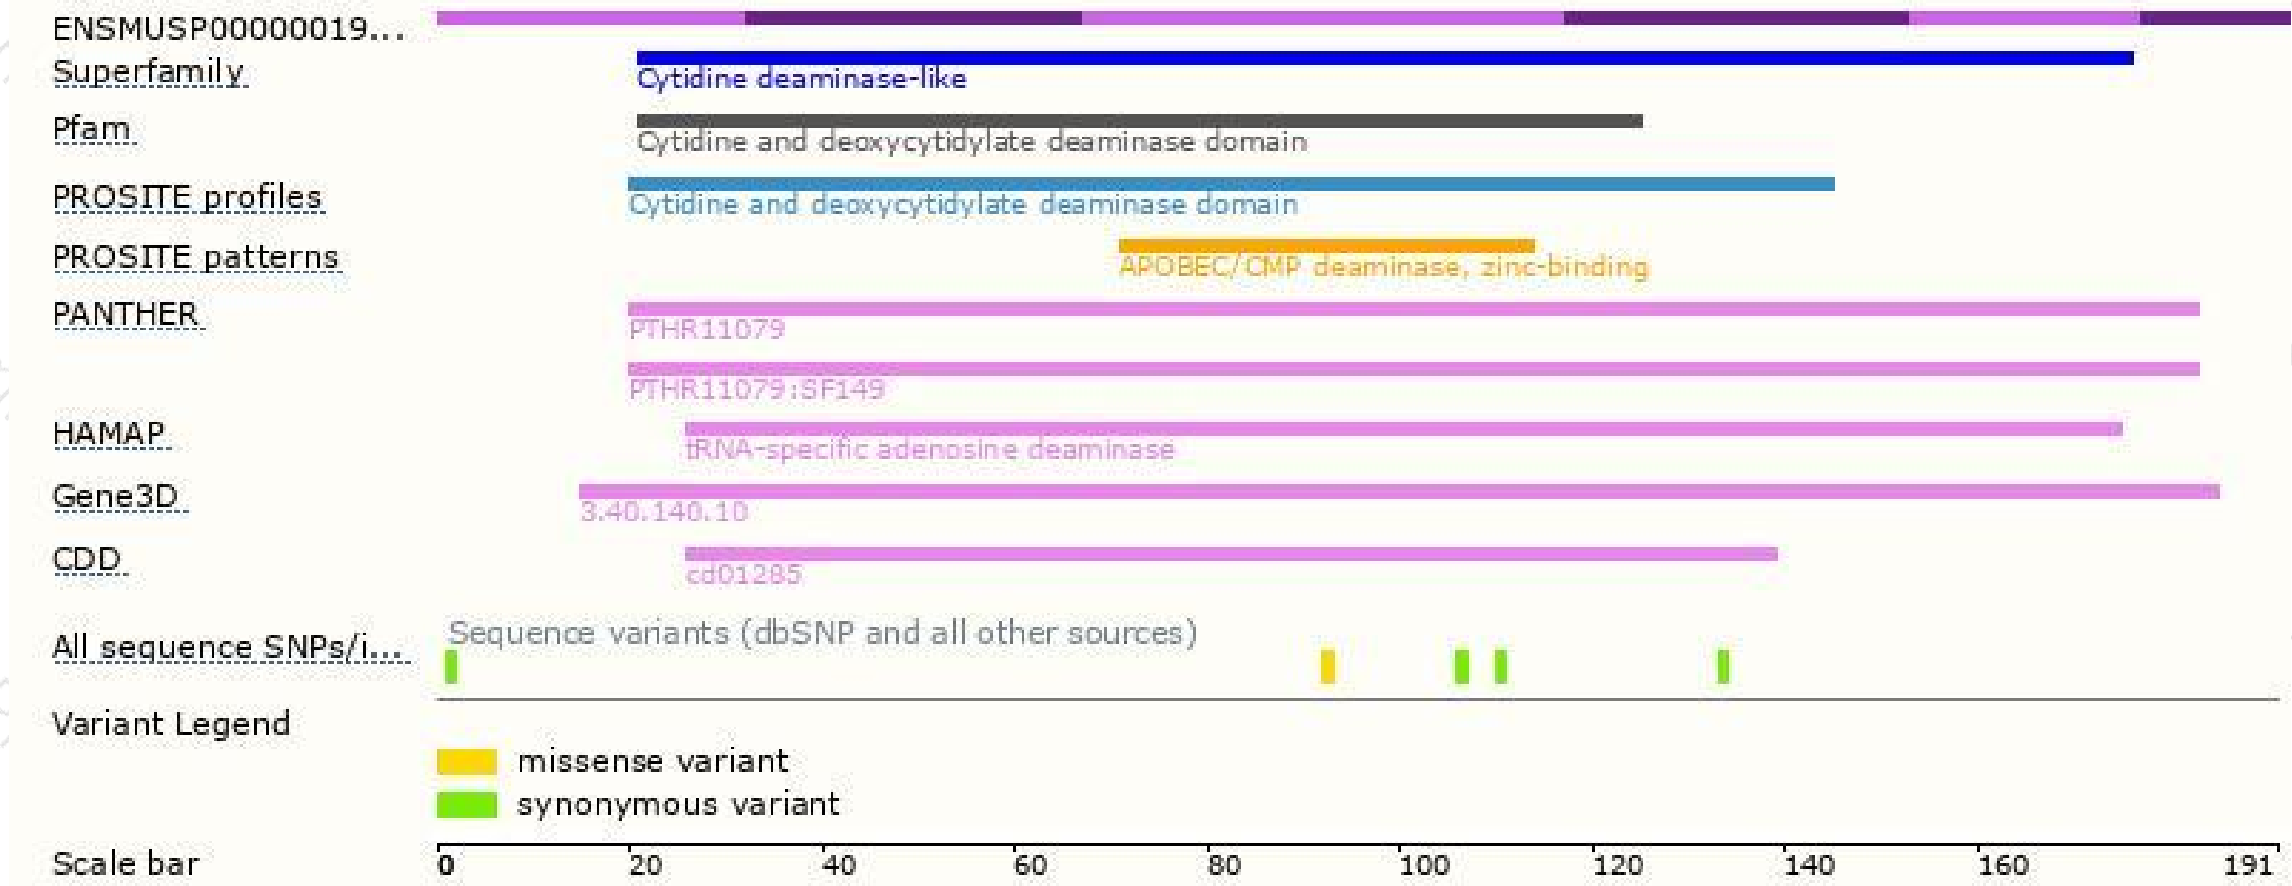 ENSMUSP00000019...
Superfamily
Cytidine deaminase-like
Pfam
Cytidine and deoxycytidylate deaminase domain
PROSITE profiles
Cytidine and deoxycytidylate deaminase domain
PROSITE patterns
APOBEC/CMP deaminase, zinc-binding
PANTHER
PTHR11079
PTHR11079:SF149
HAMAP
tRNA-specific adenosine deaminase
Gene3D
3.40.140.10
CDD
cd01285
All sequence SNPs/i...
Sequence variants (dbSNP and all other sources)
Variant Legend
missense variant
synonymous variant
Scale bar
0 20 40 60 80 100 120 140 160 191